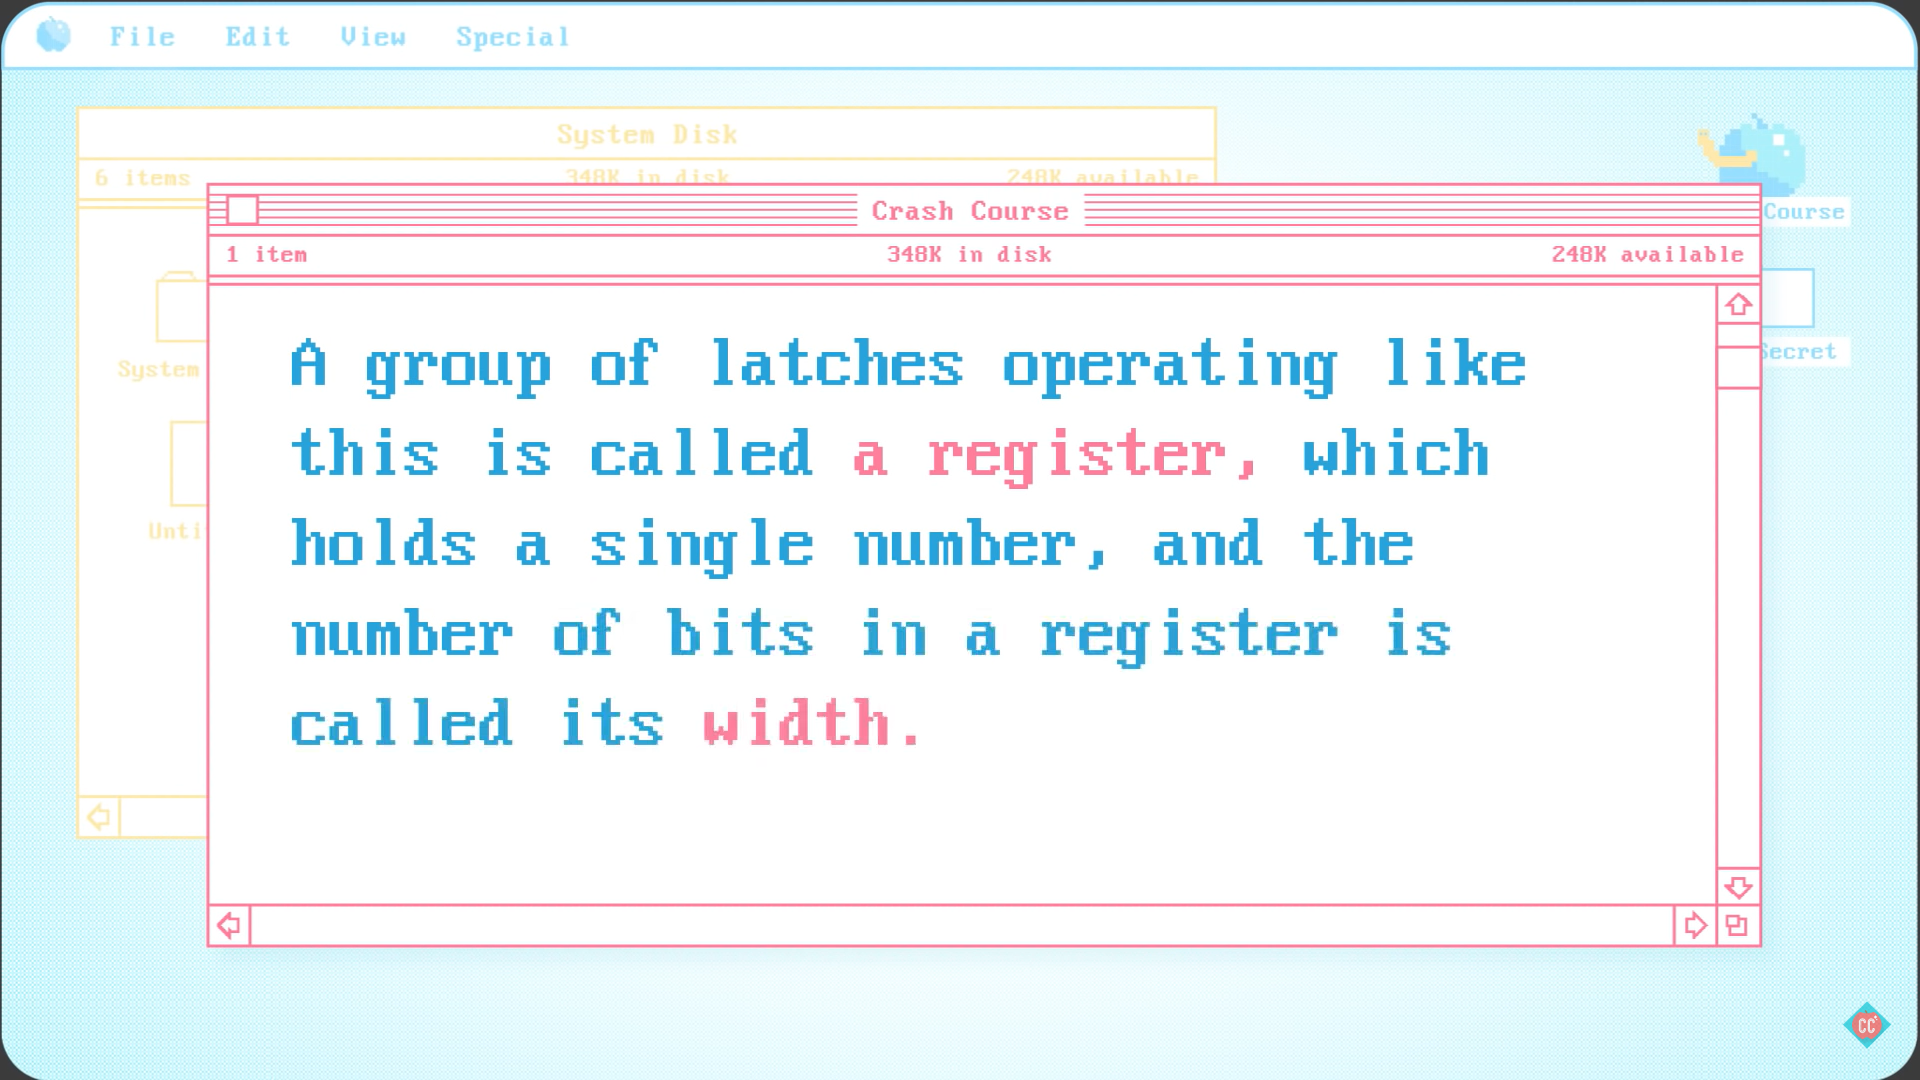 File Edit View Special
System Disk
6 items 348K in disk 248K available
Crash Course
1 item 348K in disk 248K available
A group of latches operating like
this is called a register, which
holds a single number, and the
number of bits in a register is
called its width.
System
Course
Secret
CC